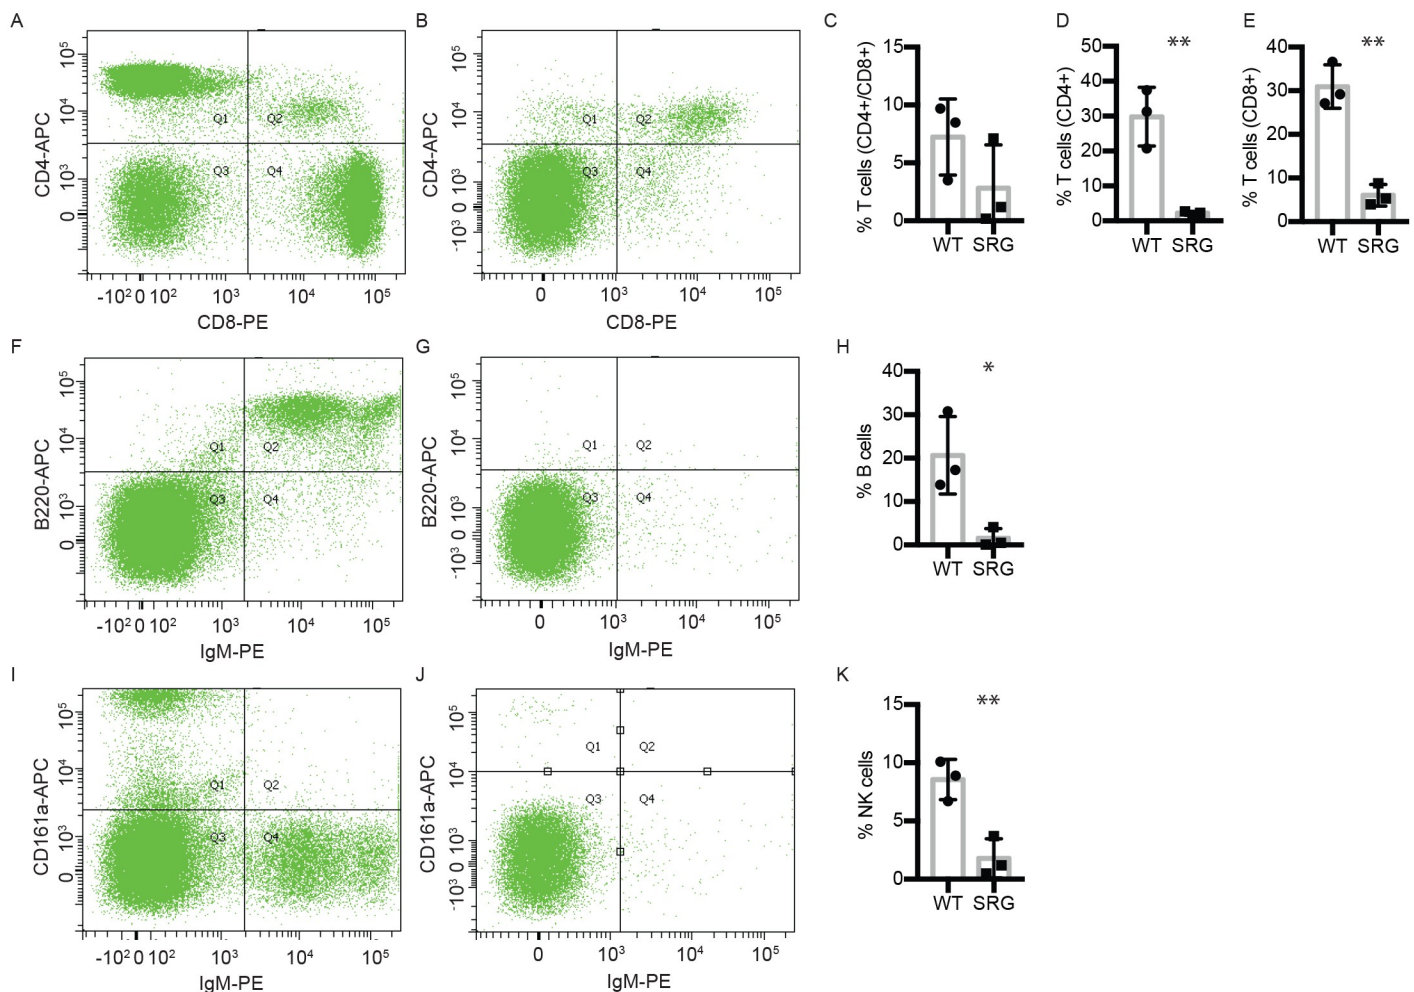 A
B
C
D
E
CD4-APC
10⁵
10⁴
10³
0
Q1
Q2
Q3
Q4
-10² 0 10² 10³ 10⁴ 10⁵
CD8-PE
CD4-APC
10⁵
10⁴
10³
0
-10³
Q1
Q2
Q3
Q4
0 10³ 10⁴ 10⁵
CD8-PE
% T cells (CD4+/CD8+)
15
10
5
0
WT SRG
% T cells (CD4+)
**
50
40
30
20
10
0
WT SRG
% T cells (CD8+)
**
40
30
20
10
0
WT SRG
F
G
H
B220-APC
10⁵
10⁴
10³
0
Q1
Q2
Q3
Q4
-10² 0 10² 10³ 10⁴ 10⁵
IgM-PE
B220-APC
10⁵
10⁴
10³
0
-10³
Q1
Q2
Q3
Q4
0 10³ 10⁴ 10⁵
IgM-PE
% B cells
*
40
30
20
10
0
WT SRG
I
J
K
CD161a-APC
10⁵
10⁴
10³
0
Q1
Q2
Q3
Q4
-10² 0 10² 10³ 10⁴ 10⁵
IgM-PE
CD161a-APC
10⁵
10⁴
10³
0
-10³
Q1
Q2
Q3
Q4
0 10³ 10⁴ 10⁵
IgM-PE
% NK cells
**
15
10
5
0
WT SRG